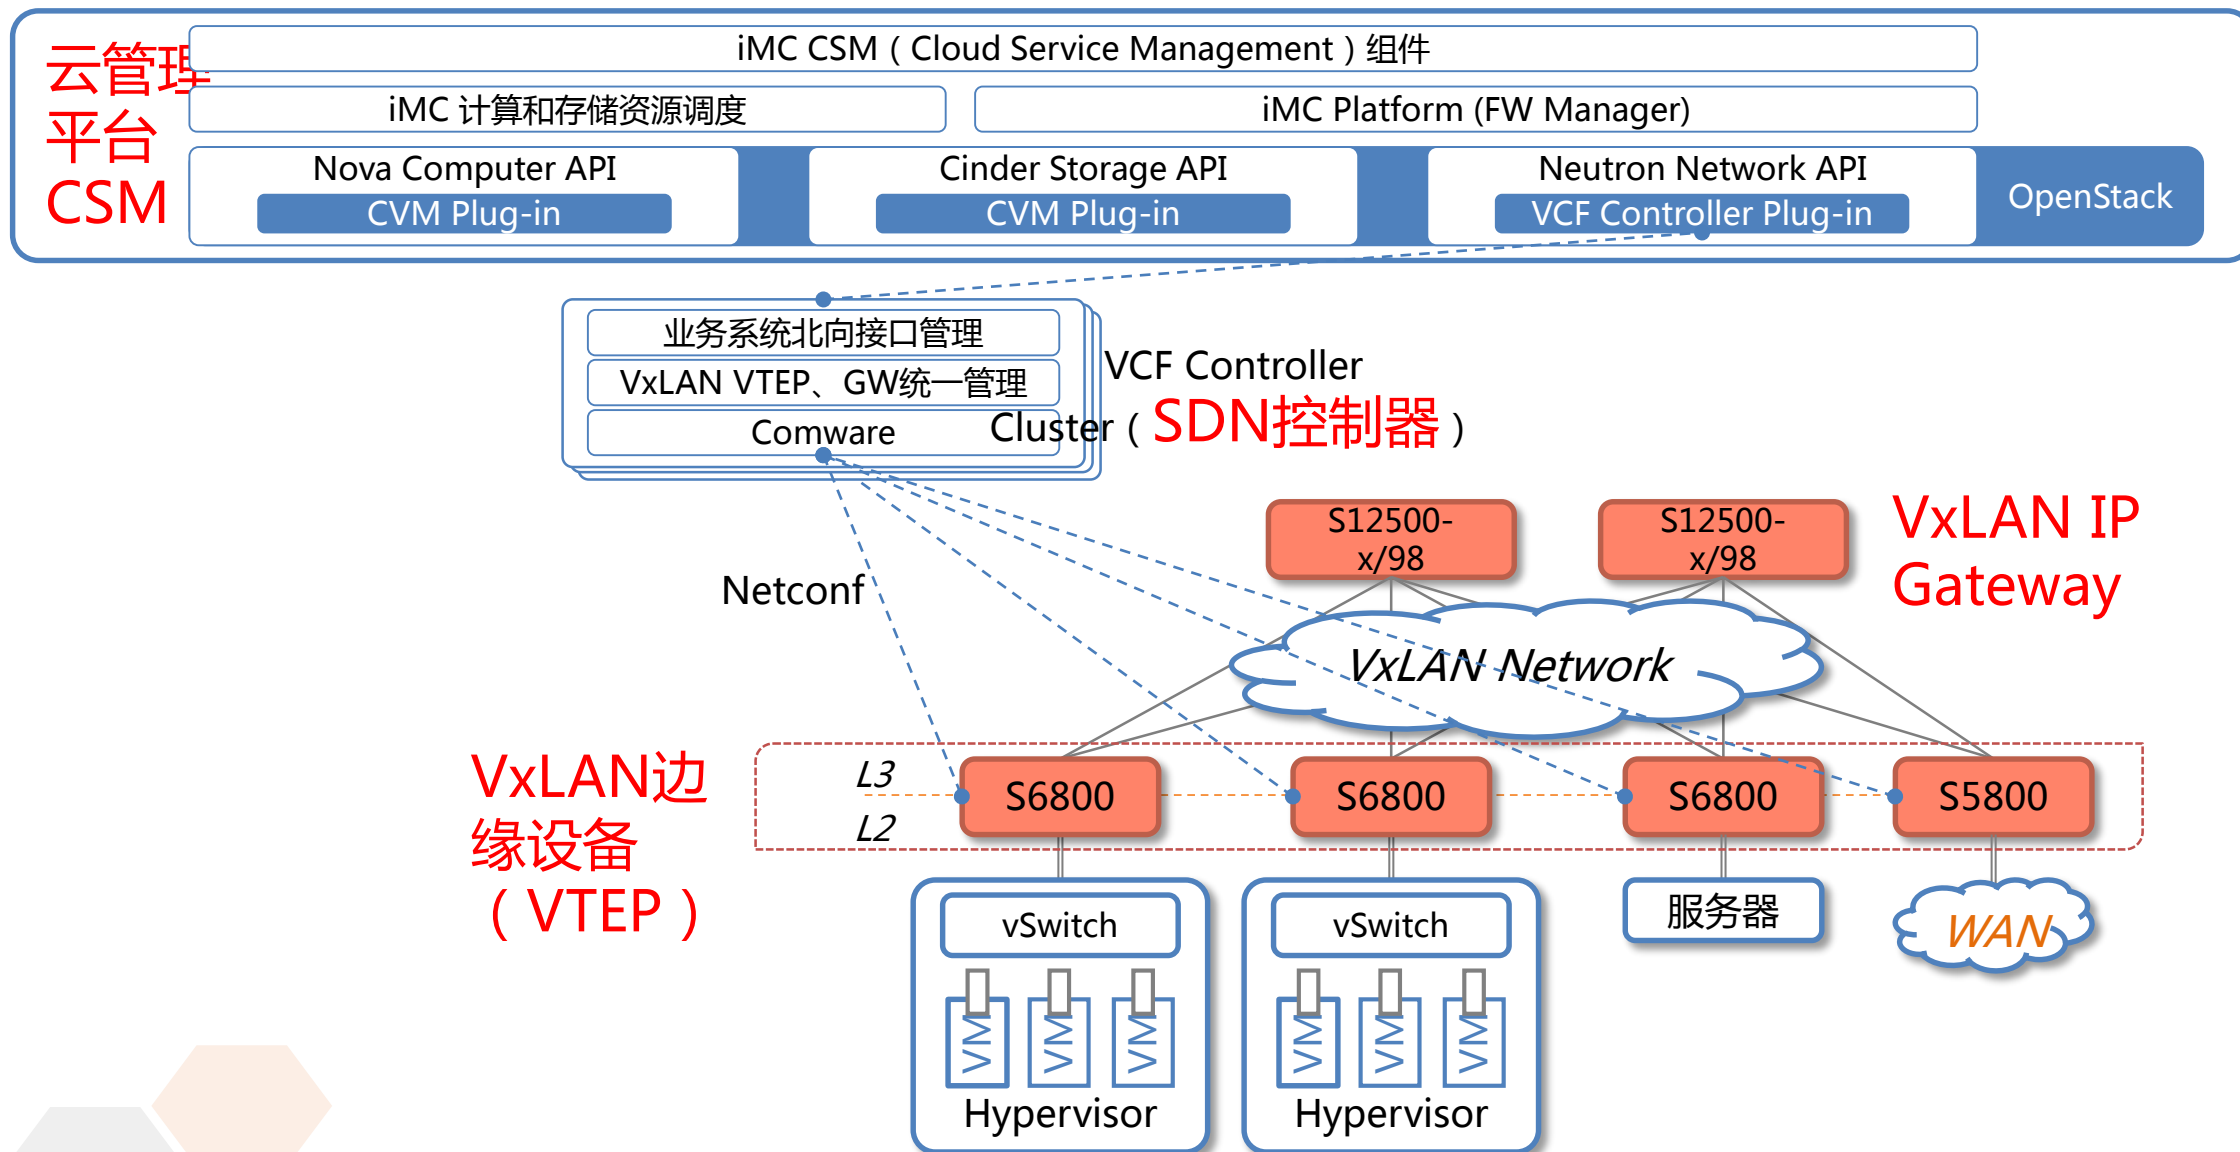 云管理
平台
CSM
iMC CSM（Cloud Service Management）组件
iMC 计算和存储资源调度
iMC Platform (FW Manager)
Nova Computer API
CVM Plug-in
Cinder Storage API
CVM Plug-in
Neutron Network API
VCF Controller Plug-in
OpenStack
业务系统北向接口管理
VxLAN VTEP、GW统一管理
Comware
VCF Controller
Cluster（SDN控制器）
Netconf
S12500-
x/98
S12500-
x/98
VxLAN IP
Gateway
VxLAN Network
VxLAN边
缘设备
（VTEP）
L3
L2
S6800
S6800
S6800
S5800
vSwitch
VM
VM
VM
Hypervisor
vSwitch
VM
VM
VM
Hypervisor
服务器
WAN